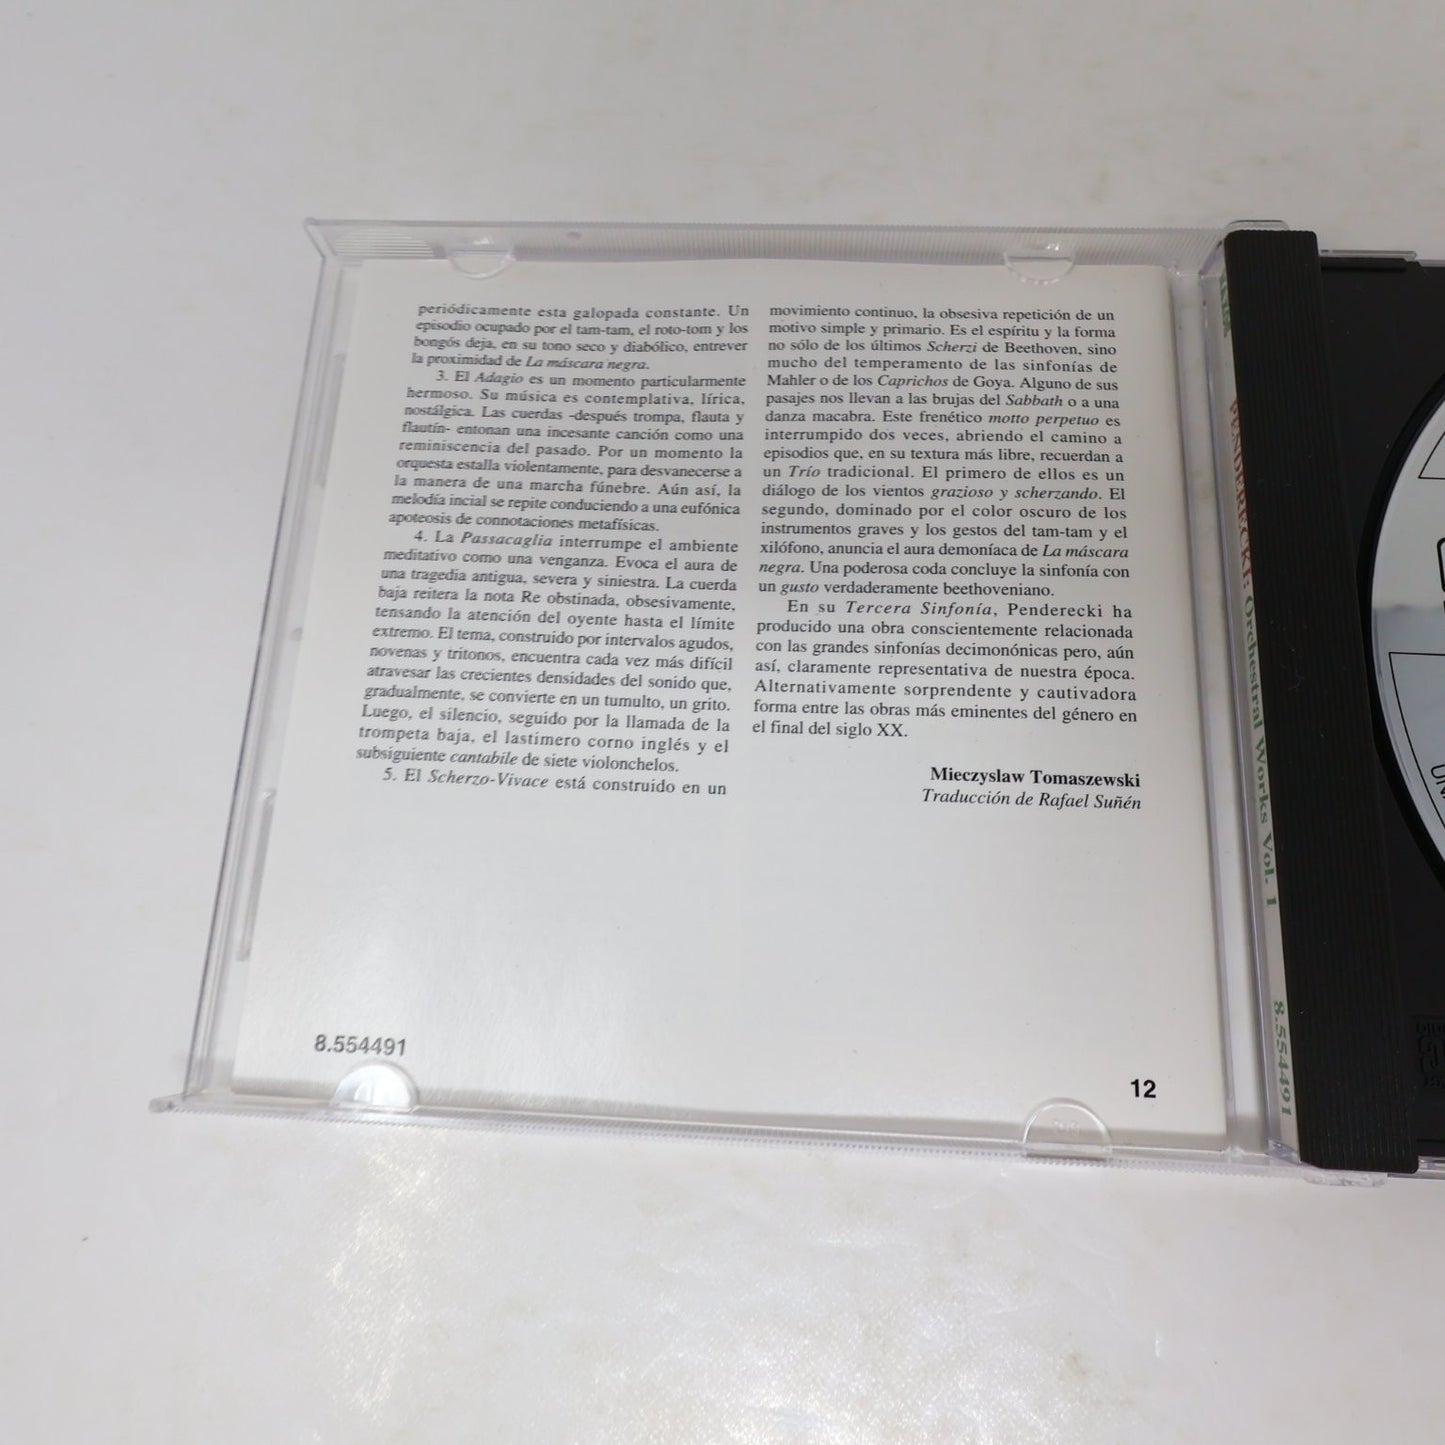 periódicamente esta galopada constante. Un
episodio ocupado por el tam-tam, el roto-tom y los
bongós deja, en su tono seco y diabólico, entrever
la proximidad de La máscara negra.
3. El Adagio es un momento particularmente
hermoso. Su música es contemplativa, lírica,
nostálgica. Las cuerdas -después trompa, flauta y
flautín- entonan una incesante canción como una
reminiscencia del pasado. Por un momento la
orquesta estalla violentamente, para desvanecerse a
la manera de una marcha fúnebre. Aún así, la
melodía incial se repite conduciendo a una eufónica
apoteosis de connotaciones metafísicas.
4. La Passacaglia interrumpe el ambiente
meditativo como una venganza. Evoca el aura de
una tragedia antigua, severa y siniestra. La cuerda
baja reitera la nota Re obstinada, obsesivamente,
tensando la atención del oyente hasta el límite
extremo. El tema, construido por intervalos agudos,
novenas y tritonos, encuentra cada vez más difícil
atravesar las crecientes densidades del sonido que,
gradualmente, se convierte en un tumulto, un grito.
Luego, el silencio, seguido por la llamada de la
trompeta baja, el lastimero corno inglés y el
subsiguiente cantabile de siete violonchelos.
5. El Scherzo-Vivace está construido en un
movimiento continuo, la obsesiva repetición de un
motivo simple y primario. Es el espíritu y la forma
no sólo de los últimos Scherzi de Beethoven, sino
mucho del temperamento de las sinfonías de
Mahler o de los Caprichos de Goya. Alguno de sus
pasajes nos llevan a las brujas del Sabbath o a una
danza macabra. Este frenético motto perpetuo es
interrumpido dos veces, abriendo el camino a
episodios que, en su textura más libre, recuerdan a
un Trío tradicional. El primero de ellos es un
diálogo de los vientos grazioso y scherzando. El
segundo, dominado por el color oscuro de los
instrumentos graves y los gestos del tam-tam y el
xilófono, anuncia el aura demoníaca de La máscara
negra. Una poderosa coda concluye la sinfonía con
un gusto verdaderamente beethoveniano.
En su Tercera Sinfonía, Penderecki ha
producido una obra conscientemente relacionada
con las grandes sinfonías decimonónicas pero, aún
así, claramente representativa de nuestra época.
Alternativamente sorprendente y cautivadora
forma entre las obras más eminentes del género en
el final del siglo XX.
Mieczyslaw Tomaszewski
Traducción de Rafael Suñén
8.554491
12
PENDERECKI: Orchestral Works Vol. 1
8.554491